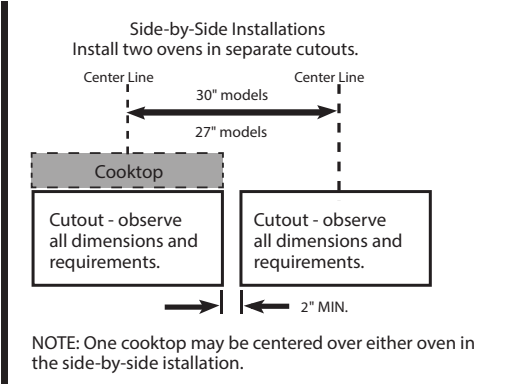 Side-by-Side Installations
Install two ovens in separate cutouts.
Center Line
Center Line
30" models
27" models
Cooktop
Cutout - observe
all dimensions and
requirements.
Cutout - observe
all dimensions and
requirements.
2" MIN.
NOTE: One cooktop may be centered over either oven in
the side-by-side istallation.